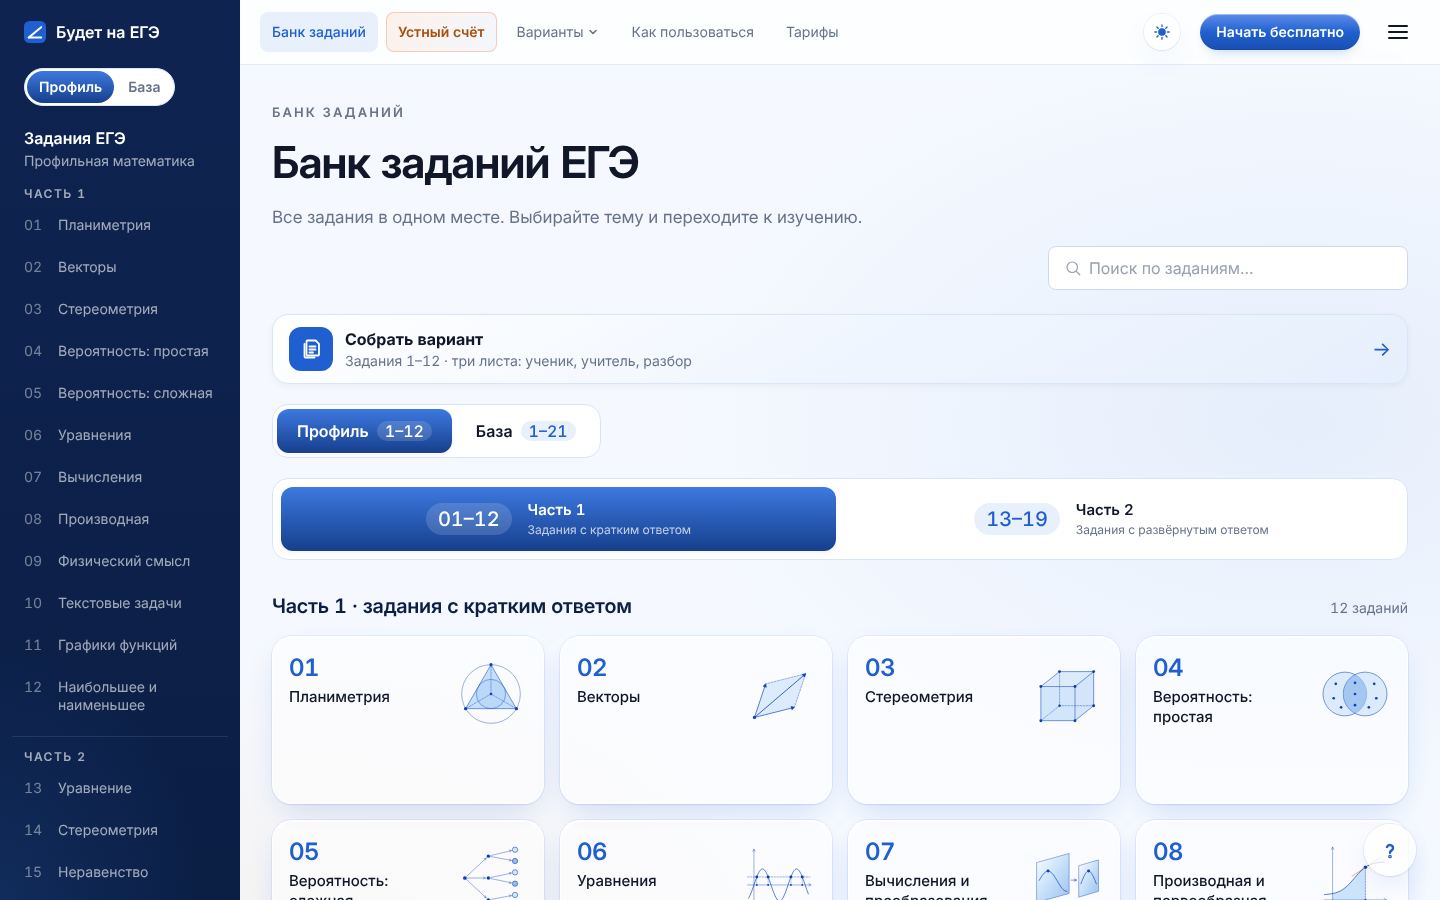 Будет на ЕГЭ
Профиль База
Задания ЕГЭ
Профильная математика
ЧАСТЬ 1
01 Планиметрия
02 Векторы
03 Стереометрия
04 Вероятность: простая
05 Вероятность: сложная
06 Уравнения
07 Вычисления
08 Производная
09 Физический смысл
10 Текстовые задачи
11 Графики функций
12 Наибольшее и
наименьшее
ЧАСТЬ 2
13 Уравнение
14 Стереометрия
15 Неравенство
Банк заданий Устный счёт Варианты Как пользоваться Тарифы Начать бесплатно
БАНК ЗАДАНИЙ
Банк заданий ЕГЭ
Все задания в одном месте. Выбирайте тему и переходите к изучению.
Поиск по заданиям...
Собрать вариант
Задания 1–12 · три листа: ученик, учитель, разбор
Профиль 1–12 База 1–21
01–12 Часть 1
Задания с кратким ответом
13–19 Часть 2
Задания с развёрнутым ответом
Часть 1 · задания с кратким ответом 12 заданий
01
Планиметрия
02
Векторы
03
Стереометрия
04
Вероятность:
простая
05
Вероятность:
06
Уравнения
07
Вычисления и
08
Производная и
?